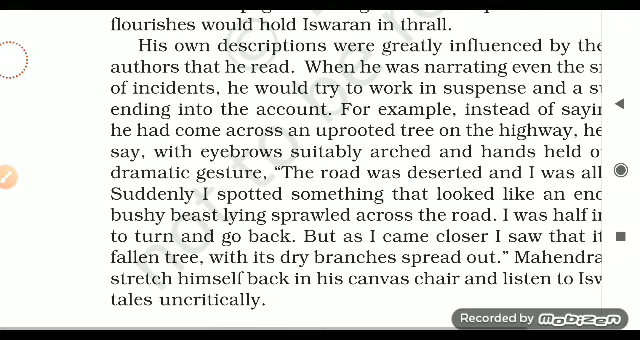 flourishes would hold Iswaran in thrall.
His own descriptions were greatly influenced by the
authors that he read. When he was narrating even the
of incidents, he would try to work in suspense and a
ending into the account. For example, instead of
he had come across an uprooted tree on the highway, he
say, with eyebrows suitably arched and hands held
dramatic gesture, “The road was deserted and I was
Suddenly I spotted something that looked like an
bushy beast lying sprawled across the road. I was half
to turn and go back. But as I came closer I saw that
fallen tree, with its dry branches spread out.” Mahendra
stretch himself back in his canvas chair and listen to
tales uncritically.
Recorded by mobizen